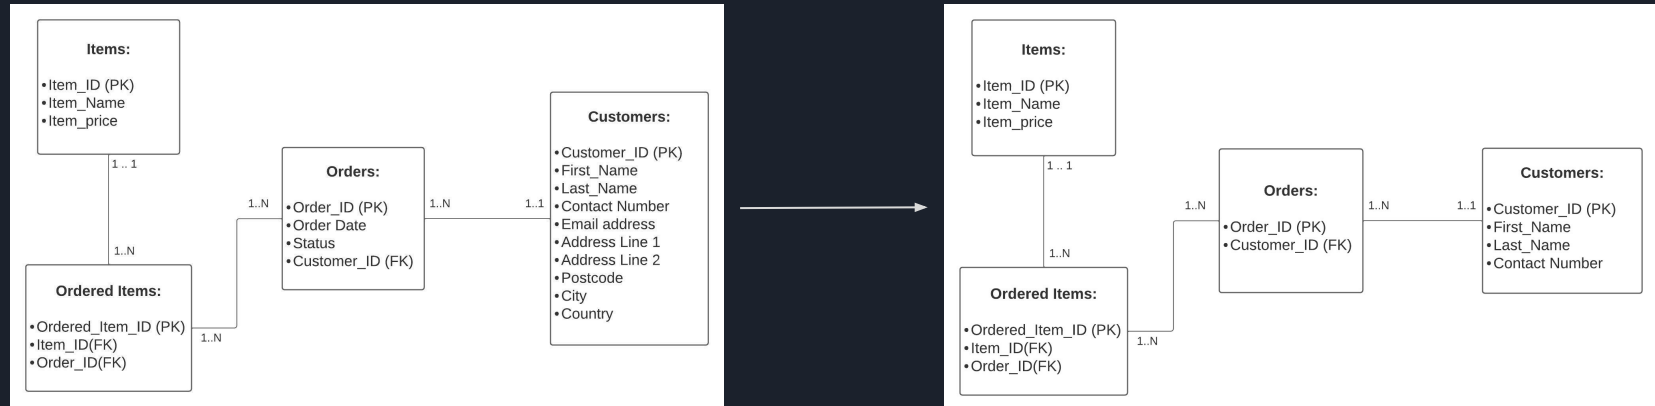 Items:
•Item_ID (PK)
•Item_Name
•Item_price
1 .. 1
1..N
Ordered Items:
•Ordered_Item_ID (PK)
•Item_ID(FK)
•Order_ID(FK)
1..N
1..N
Orders:
•Order_ID (PK)
•Order Date
•Status
•Customer_ID (FK)
1..N
1..1
Customers:
•Customer_ID (PK)
•First_Name
•Last_Name
•Contact Number
•Email address
•Address Line 1
•Address Line 2
•Postcode
•City
•Country
Items:
•Item_ID (PK)
•Item_Name
•Item_price
1 .. 1
1..N
Ordered Items:
•Ordered_Item_ID (PK)
•Item_ID(FK)
•Order_ID(FK)
1..N
1..N
Orders:
•Order_ID (PK)
•Customer_ID (FK)
1..N
1..1
Customers:
•Customer_ID (PK)
•First_Name
•Last_Name
•Contact Number